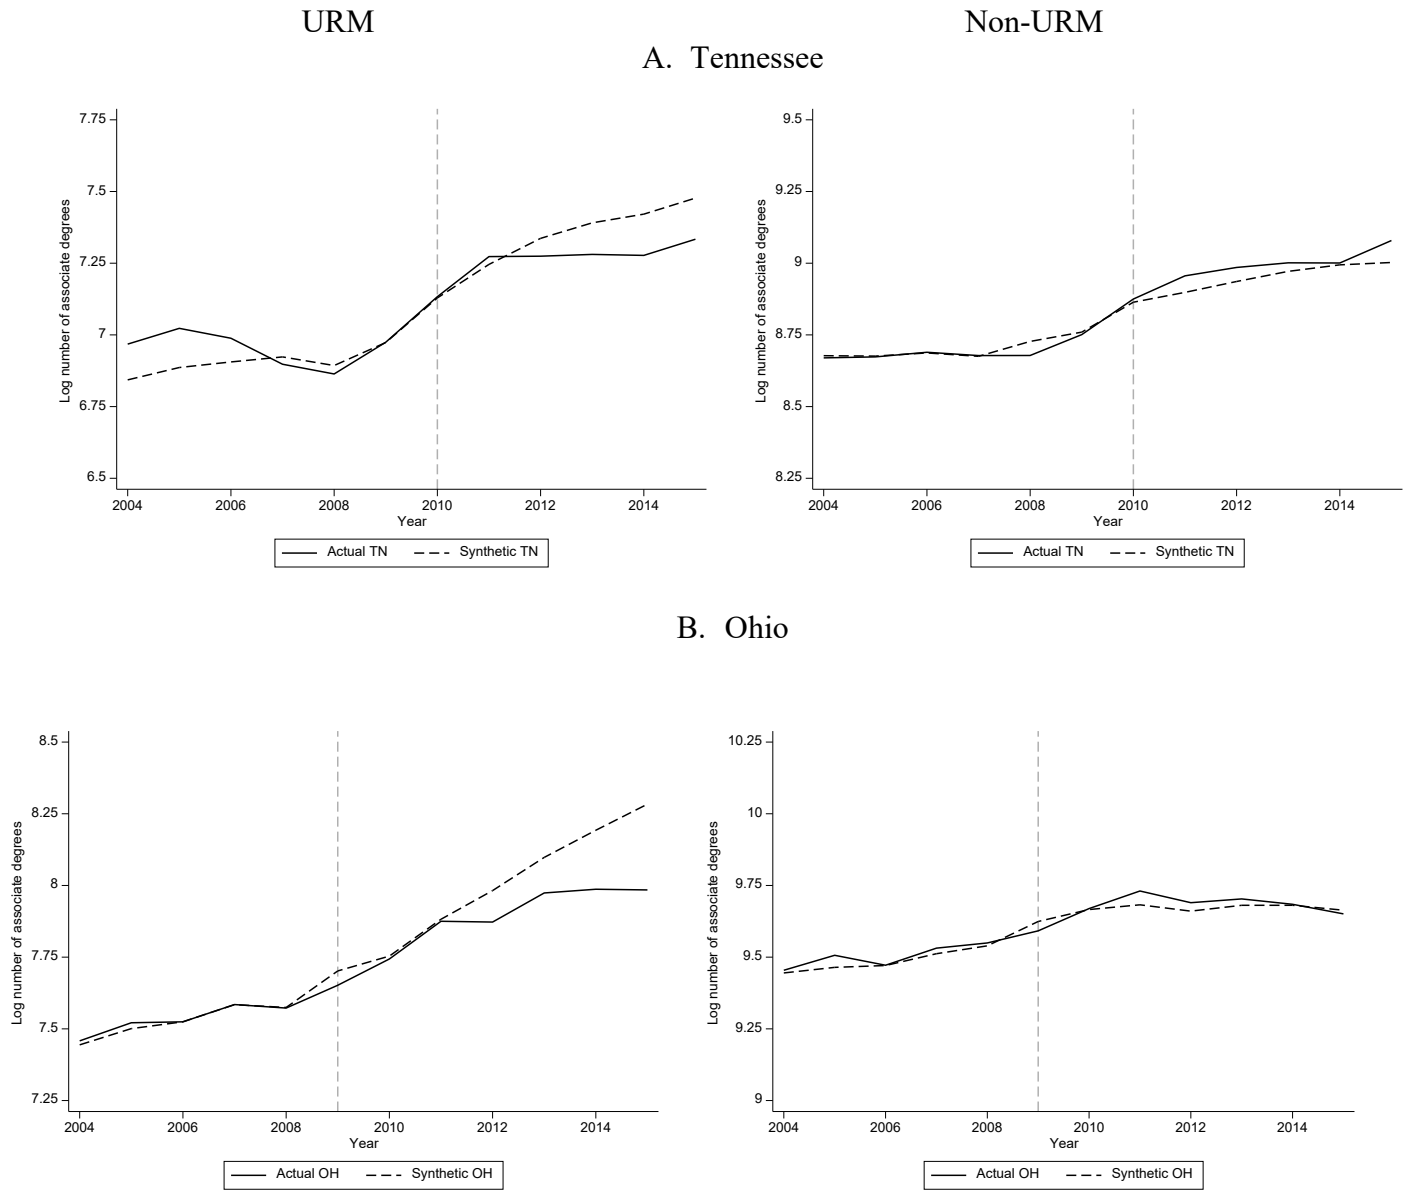 URM
Non-URM
A. Tennessee
Log number of associate degrees
7.75
7.5
7.25
7
6.75
6.5
2004
2006
2008
2010
2012
2014
Year
Actual TN
Synthetic TN
Log number of associate degrees
9.5
9.25
9
8.75
8.5
8.25
2004
2006
2008
2010
2012
2014
Year
Actual TN
Synthetic TN
B. Ohio
Log number of associate degrees
8.5
8.25
8
7.75
7.5
7.25
2004
2006
2008
2010
2012
2014
Year
Actual OH
Synthetic OH
Log number of associate degrees
10.25
10
9.75
9.5
9.25
9
2004
2006
2008
2010
2012
2014
Year
Actual OH
Synthetic OH